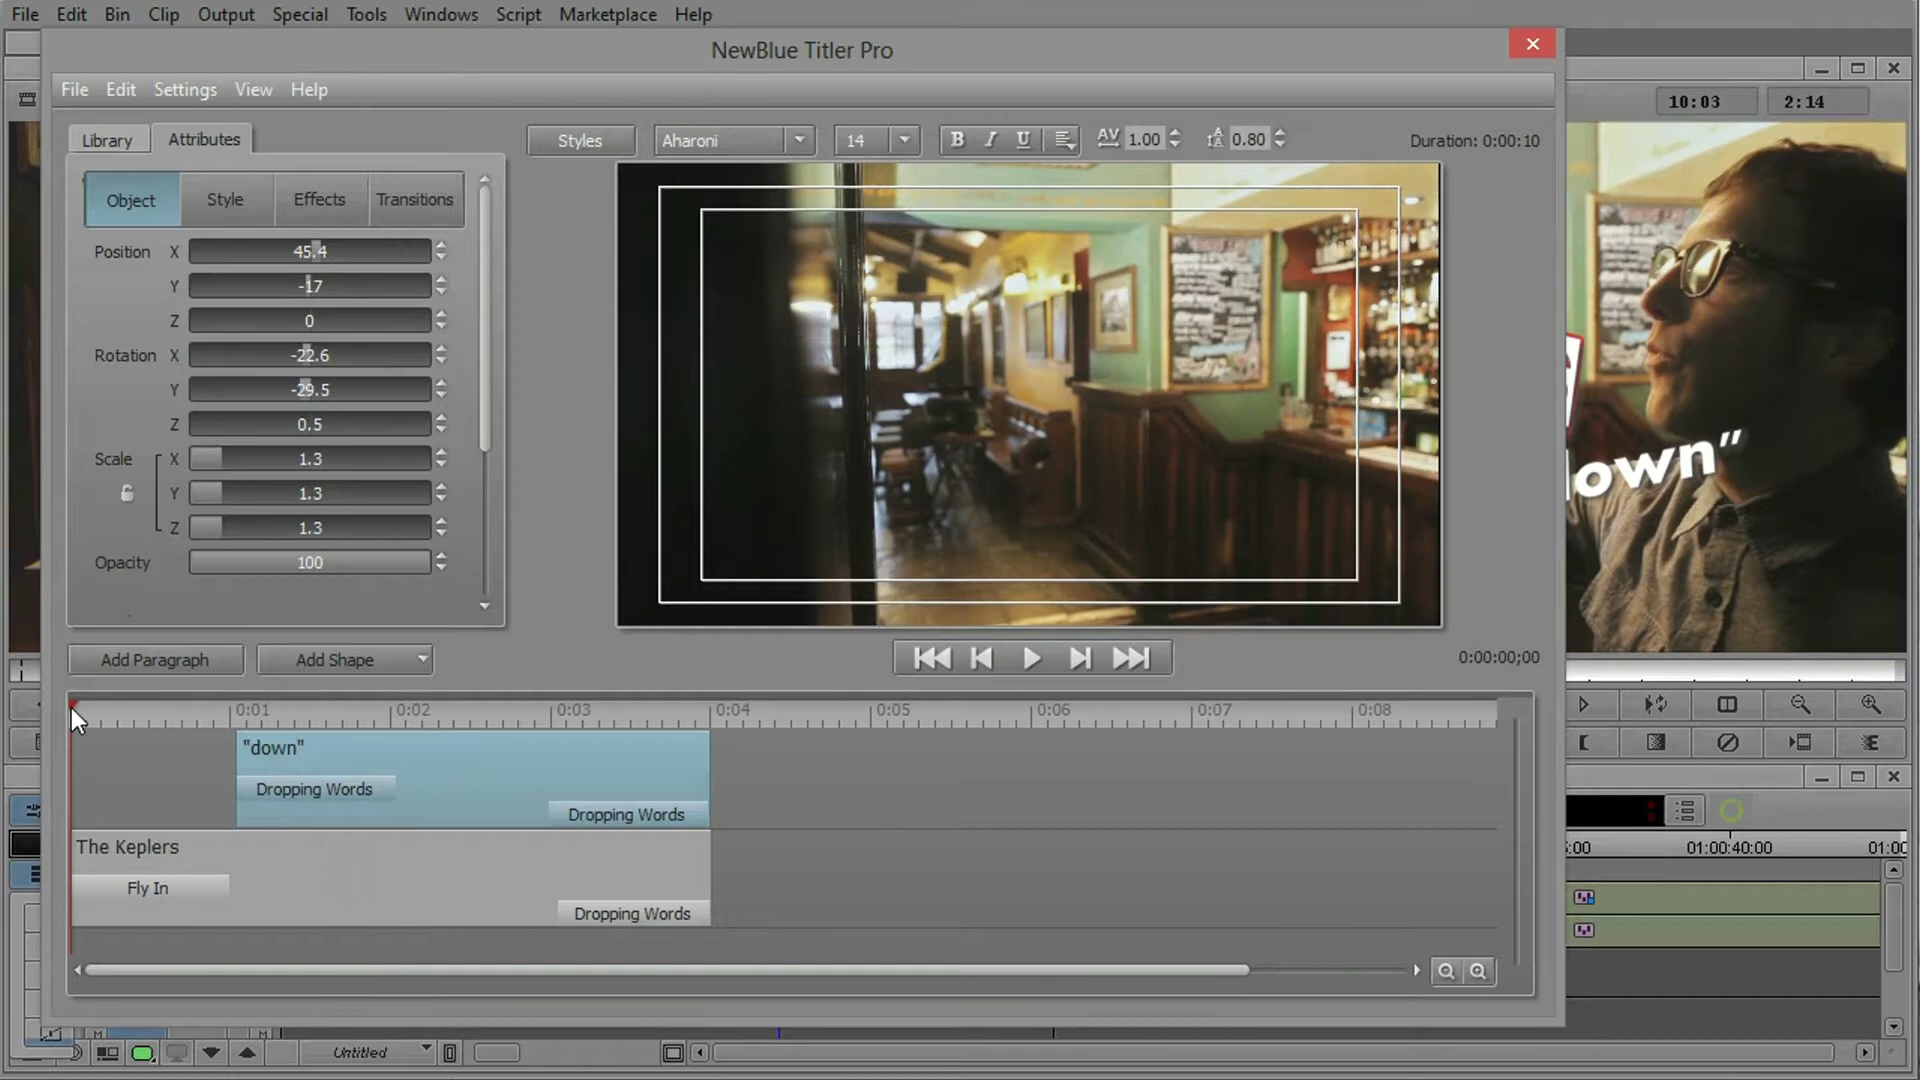 File Edit Bin Clip Output Special Tools Windows Script Marketplace Help
NewBlue Titler Pro
File Edit Settings View Help
10:03 2:14
Library Attributes
Styles Aharoni 14 B I U AV 1.00 A 0.80 Duration: 0:00:10
Object Style Effects Transitions
Position X 45.4
Y -17
Z 0
Rotation X -22.6
Y -29.5
Z 0.5
Scale X 1.3
Y 1.3
Z 1.3
Opacity 100
own"
Add Paragraph Add Shape 0:00:00;00
0:01 0:02 0:03 0:04 0:05 0:06 0:07 0:08
"down"
Dropping Words
Dropping Words
The Keplers
Fly In
Dropping Words
:00 01:00:40:00 01:00
M M
Untitled